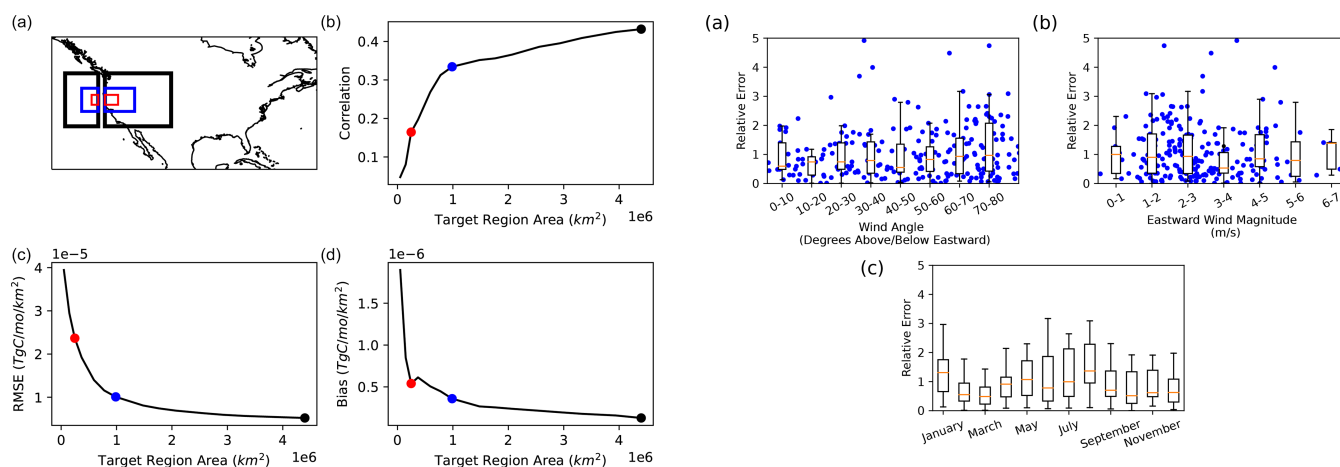 (a)
(b)
0.4
0.3
0.2
0.1
Correlation
0 1 2 3 4
Target Region Area (km²)
1e6
(c)
1e−5
4
3
2
1
RMSE (TgC/mo/km²)
0 1 2 3 4
Target Region Area (km²)
1e6
(d)
1e−6
1.5
1.0
0.5
Bias (TgC/mo/km²)
0 1 2 3 4
Target Region Area (km²)
1e6
(a)
5
4
3
2
1
0
Relative Error
0-10 10-20 20-30 30-40 40-50 50-60 60-70 70-80
Wind Angle
(Degrees Above/Below Eastward)
(b)
5
4
3
2
1
0
Relative Error
0-1 1-2 2-3 3-4 4-5 5-6 6-7
Eastward Wind Magnitude
(m/s)
(c)
5
4
3
2
1
0
Relative Error
January March May July September November